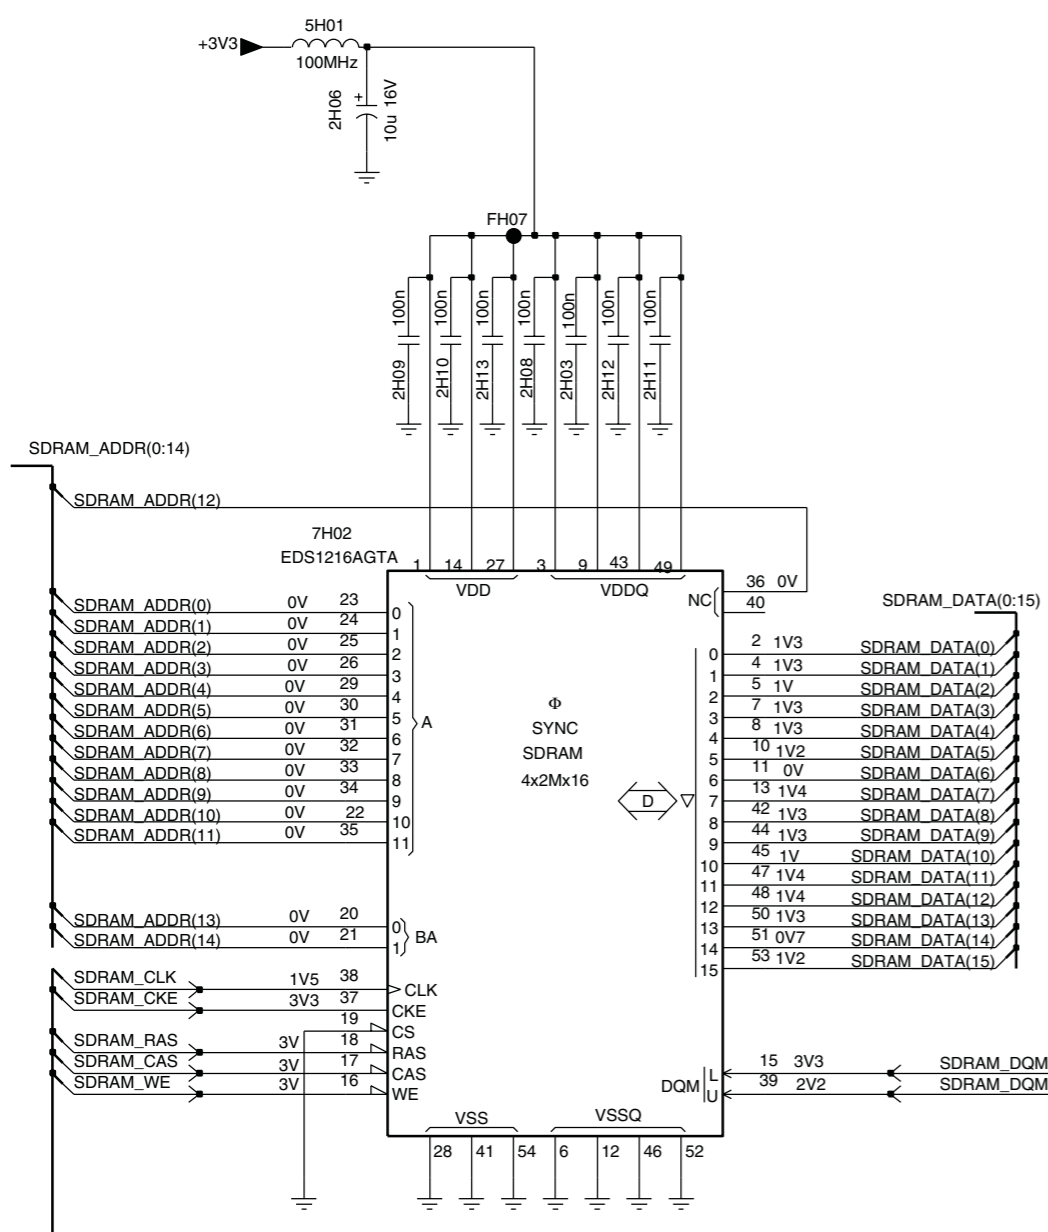 5H01
+3V3
100MHz
2H06
+
10u 16V
FH07
100n 100n 100n 100n 100n 100n 100n
2H09 2H10 2H13 2H08 2H03 2H12 2H11
SDRAM_ADDR(0:14)
SDRAM_ADDR(12)
7H02
EDS1216AGTA
1 14 27 3 9 43 49
VDD VDDQ
36 0V
NC
40
SDRAM_DATA(0:15)
SDRAM_ADDR(0) 0V 23 0
SDRAM_ADDR(1) 0V 24 1
SDRAM_ADDR(2) 0V 25 2
SDRAM_ADDR(3) 0V 26 3
SDRAM_ADDR(4) 0V 29 4
SDRAM_ADDR(5) 0V 30 5
SDRAM_ADDR(6) 0V 31 6
SDRAM_ADDR(7) 0V 32 7
SDRAM_ADDR(8) 0V 33 8
SDRAM_ADDR(9) 0V 34 9
SDRAM_ADDR(10) 0V 22 10
SDRAM_ADDR(11) 0V 35 11
A
Φ
SYNC
SDRAM
4x2Mx16
D
0 2 1V3 SDRAM_DATA(0)
1 4 1V3 SDRAM_DATA(1)
2 5 1V SDRAM_DATA(2)
3 7 1V3 SDRAM_DATA(3)
4 8 1V3 SDRAM_DATA(4)
5 10 1V2 SDRAM_DATA(5)
6 11 0V SDRAM_DATA(6)
7 13 1V4 SDRAM_DATA(7)
8 42 1V3 SDRAM_DATA(8)
9 44 1V3 SDRAM_DATA(9)
10 45 1V SDRAM_DATA(10)
11 47 1V4 SDRAM_DATA(11)
12 48 1V4 SDRAM_DATA(12)
13 50 1V3 SDRAM_DATA(13)
14 51 0V7 SDRAM_DATA(14)
15 53 1V2 SDRAM_DATA(15)
SDRAM_ADDR(13) 0V 20 0
SDRAM_ADDR(14) 0V 21 1
BA
SDRAM_CLK 1V5 38 CLK
SDRAM_CKE 3V3 37 CKE
19 CS
SDRAM_RAS 3V 18 RAS
SDRAM_CAS 3V 17 CAS
SDRAM_WE 3V 16 WE
L 15 3V3 SDRAM_DQM
DQM
U 39 2V2 SDRAM_DQM
VSS VSSQ
28 41 54 6 12 46 52